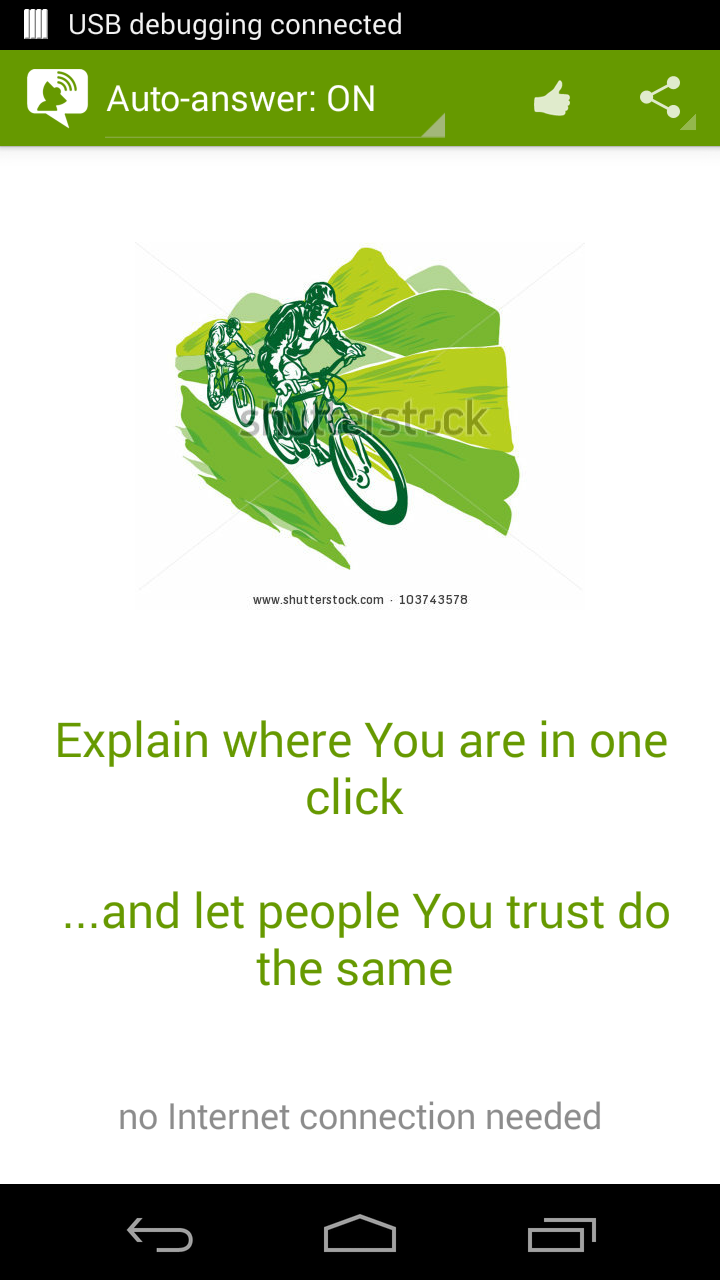 USB debugging connected
Auto-answer: ON
shutterstock
www.shutterstock.com · 103743578
Explain where You are in one
click
...and let people You trust do
the same
no Internet connection needed